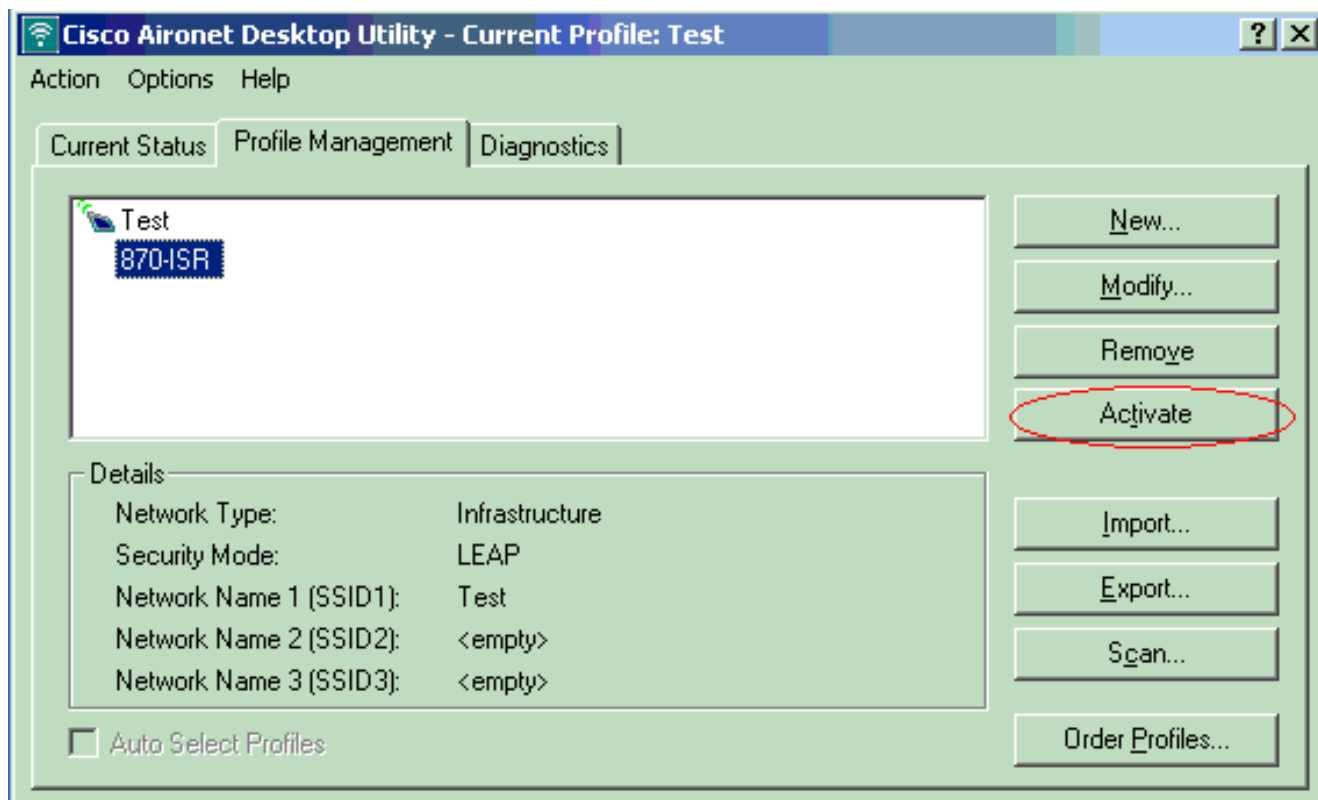 Cisco Aironet Desktop Utility - Current Profile: Test
? X
Action Options Help
Current Status Profile Management Diagnostics
Test
870-ISR
New...
Modify...
Remove
Activate
Details
Network Type: Infrastructure
Security Mode: LEAP
Network Name 1 (SSID1): Test
Network Name 2 (SSID2): <empty>
Network Name 3 (SSID3): <empty>
Import...
Export...
Scan...
Auto Select Profiles
Order Profiles...